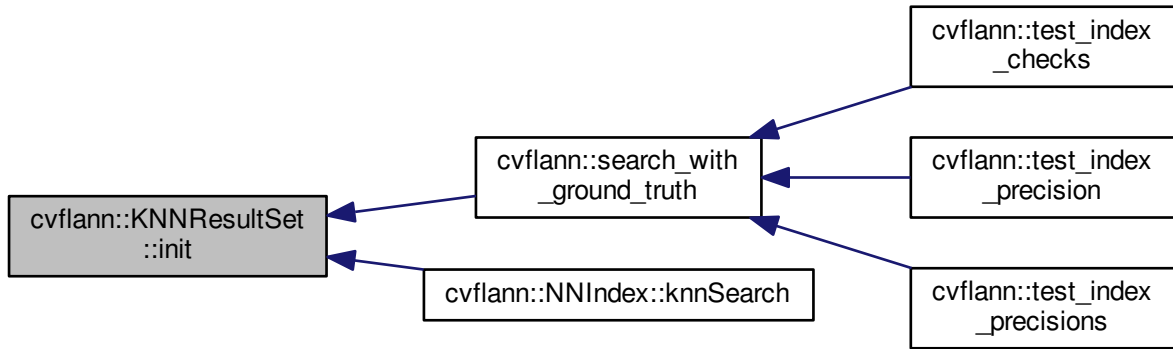 cvflann::KNNResultSet
::init
cvflann::search_with
_ground_truth
cvflann::NNIndex::knnSearch
cvflann::test_index
_checks
cvflann::test_index
_precision
cvflann::test_index
_precisions